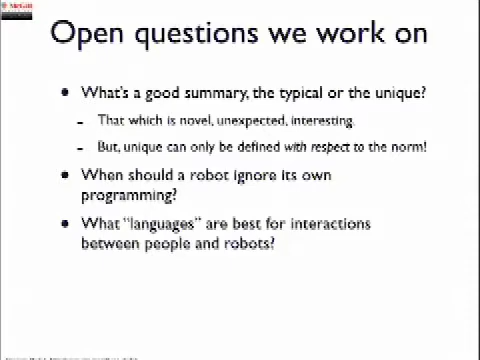 McGill
Open questions we work on
• What's a good summary, the typical or the unique?
- That which is novel, unexpected, interesting.
- But, unique can only be defined with respect to the norm!
• When should a robot ignore its own
programming?
• What "languages" are best for interactions
between people and robots?